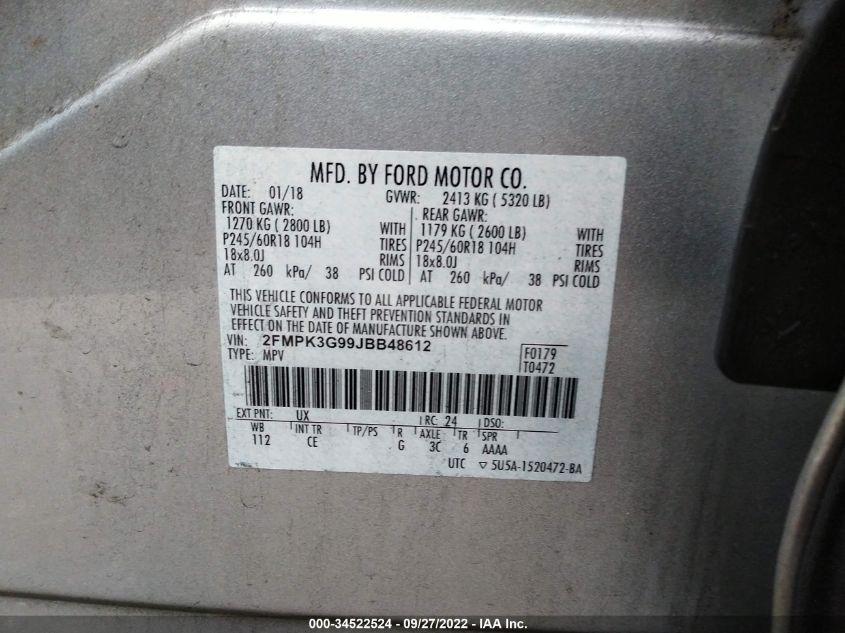 MFD. BY FORD MOTOR CO.
DATE: 01/18 GVWR: 2413 KG ( 5320 LB)
FRONT GAWR: REAR GAWR:
1270 KG ( 2800 LB) WITH 1179 KG ( 2600 LB) WITH
P245/60R18 104H TIRES P245/60R18 104H TIRES
18x8.0J RIMS 18x8.0J RIMS
AT 260 kPa/ 38 PSI COLD AT 260 kPa/ 38 PSI COLD
THIS VEHICLE CONFORMS TO ALL APPLICABLE FEDERAL MOTOR
VEHICLE SAFETY AND THEFT PREVENTION STANDARDS IN
EFFECT ON THE DATE OF MANUFACTURE SHOWN ABOVE.
VIN: 2FMPK3G99JBB48612
TYPE: MPV
F0179
T0472
EXT PNT: UX RC: 24 DSO:
WB INT TR TP/PS R AXLE TR SPR
112 CE G 3C 6 AAAA
UTC ▽ 5U5A-1520472-BA
000-34522524 - 09/27/2022 - IAA Inc.